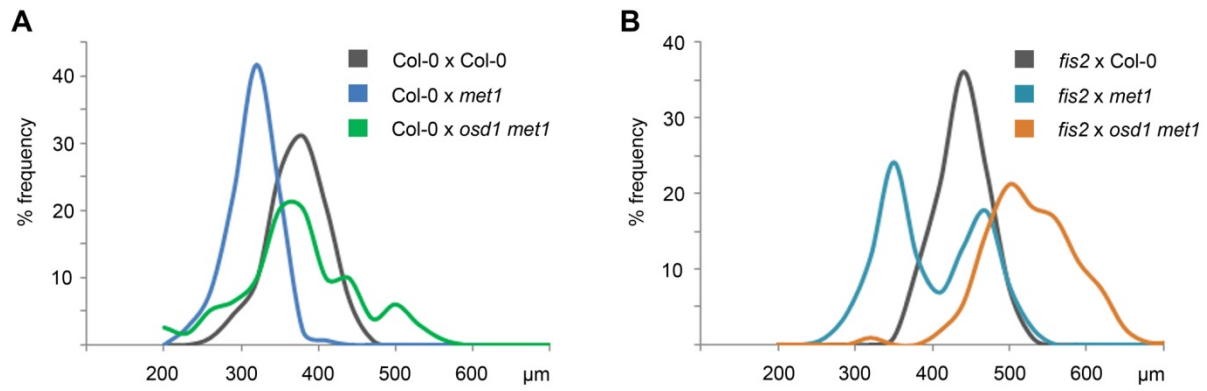 A
% frequency
40
30
20
10
200 300 400 500 600 µm
Col-0 x Col-0
Col-0 x met1
Col-0 x osd1 met1
B
% frequency
40
30
20
10
0
200 300 400 500 600 µm
fis2 x Col-0
fis2 x met1
fis2 x osd1 met1